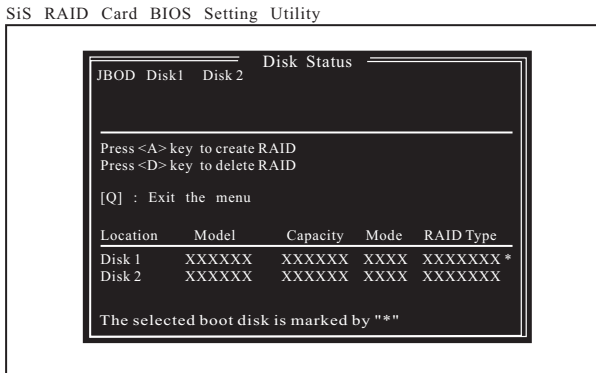 SiS RAID Card BIOS Setting Utility
Disk Status
JBOD Disk1 Disk 2
Press <A> key to create RAID
Press <D> key to delete RAID
[Q] : Exit the menu
Location Model Capacity Mode RAID Type
Disk 1 XXXXXX XXXXXX XXXX XXXXXXX *
Disk 2 XXXXXX XXXXXX XXXX XXXXXXX
The selected boot disk is marked by "*"